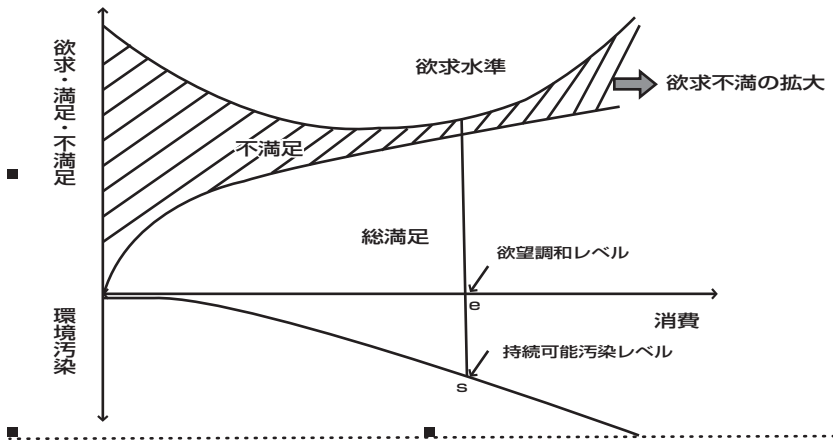 欲求・満足・不満足
欲求水準
欲求不満の拡大
不満足
総満足
欲望調和レベル
e
消費
環境汚染
持続可能汚染レベル
s